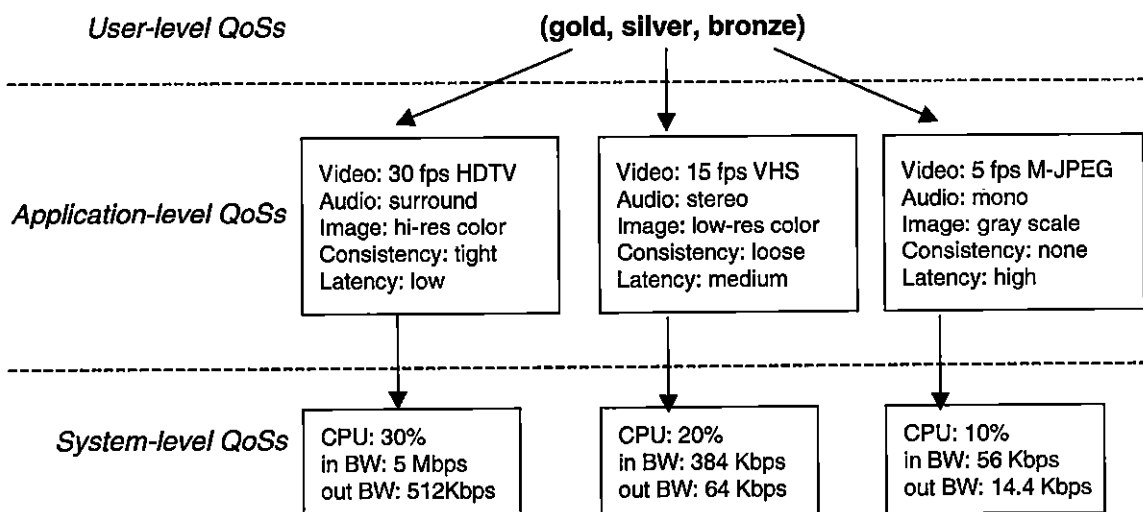 User-level QoSs
(gold, silver, bronze)
Application-level QoSs
Video: 30 fps HDTV
Audio: surround
Image: hi-res color
Consistency: tight
Latency: low
Video: 15 fps VHS
Audio: stereo
Image: low-res color
Consistency: loose
Latency: medium
Video: 5 fps M-JPEG
Audio: mono
Image: gray scale
Consistency: none
Latency: high
System-level QoSs
CPU: 30%
in BW: 5 Mbps
out BW: 512Kbps
CPU: 20%
in BW: 384 Kbps
out BW: 64 Kbps
CPU: 10%
in BW: 56 Kbps
out BW: 14.4 Kbps